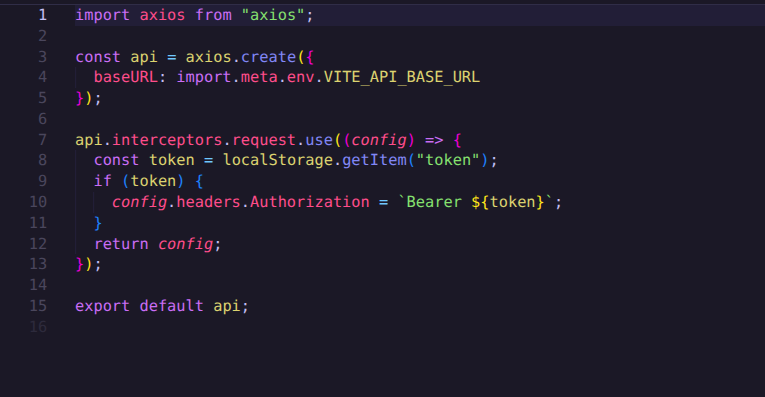 1 import axios from "axios";
2
3 const api = axios.create({
4   baseURL: import.meta.env.VITE_API_BASE_URL
5 });
6
7 api.interceptors.request.use((config) => {
8   const token = localStorage.getItem("token");
9   if (token) {
10     config.headers.Authorization = `Bearer ${token}`;
11   }
12   return config;
13 });
14
15 export default api;
16